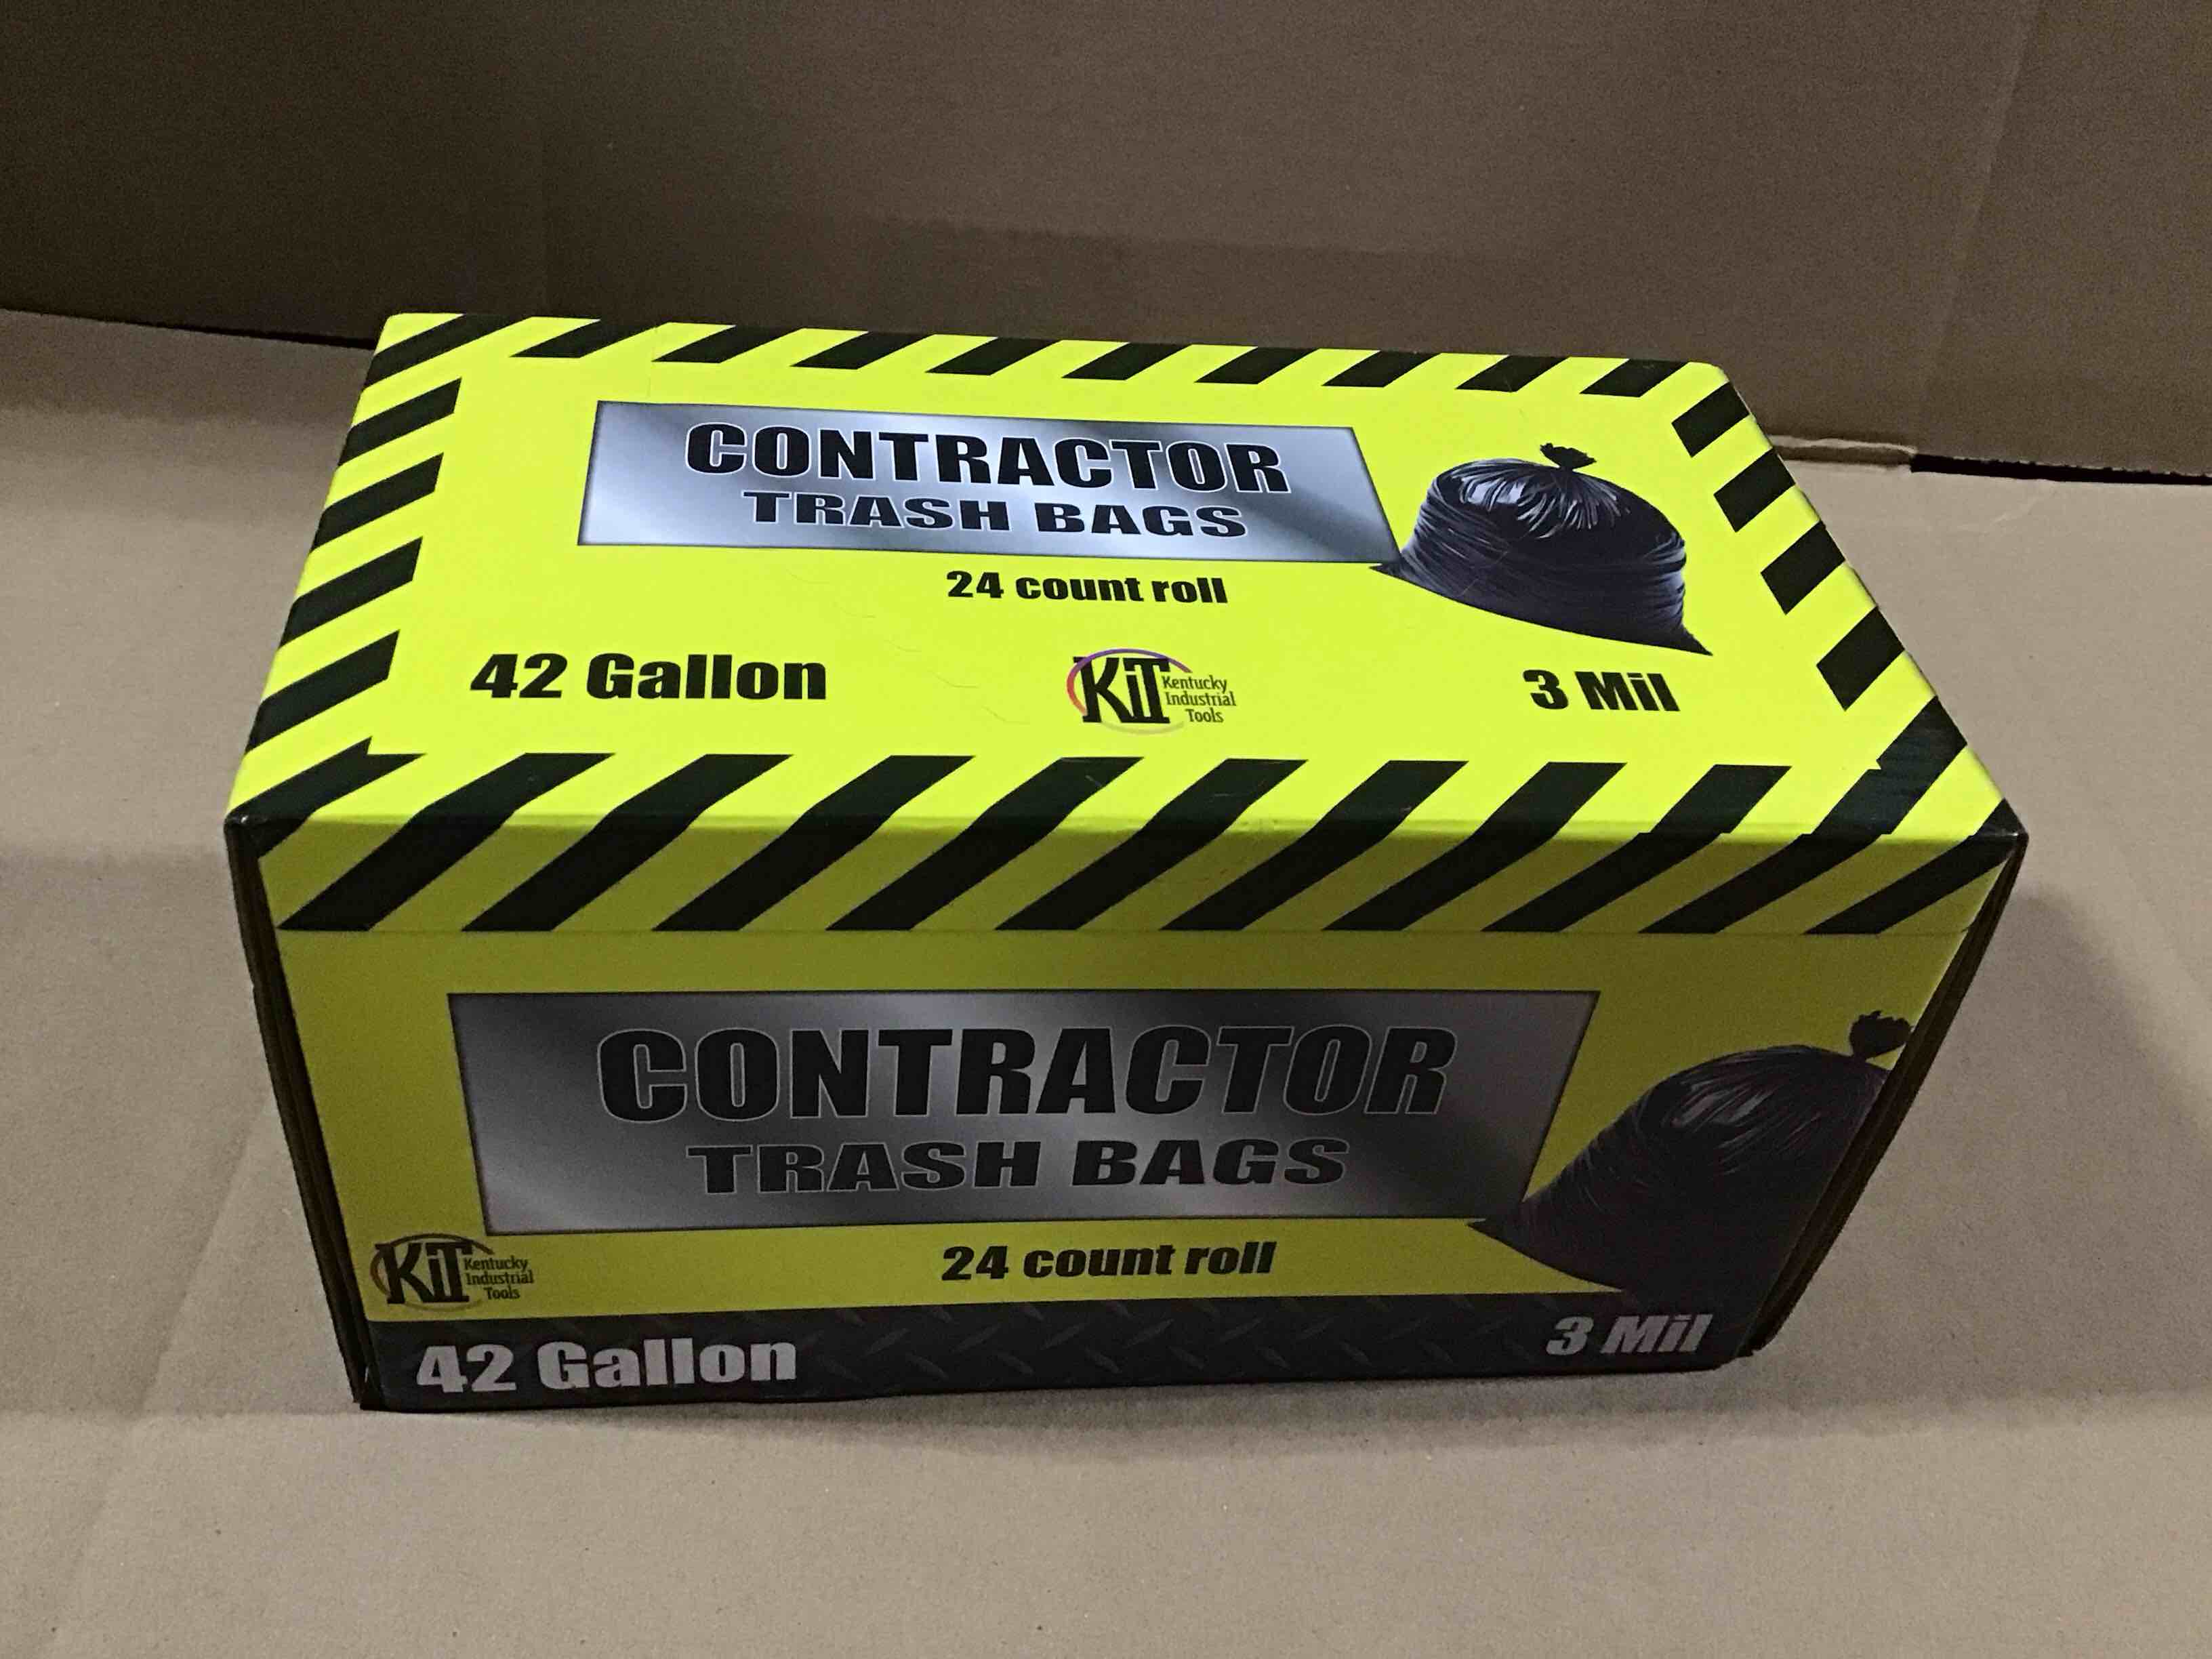 CONTRACTOR
TRASH BAGS
24 count roll
42 Gallon
KiT Kentucky
Industrial
Tools
3 Mil
CONTRACTOR
TRASH BAGS
KiT Kentucky
Industrial
Tools
24 count roll
42 Gallon
3 Mil